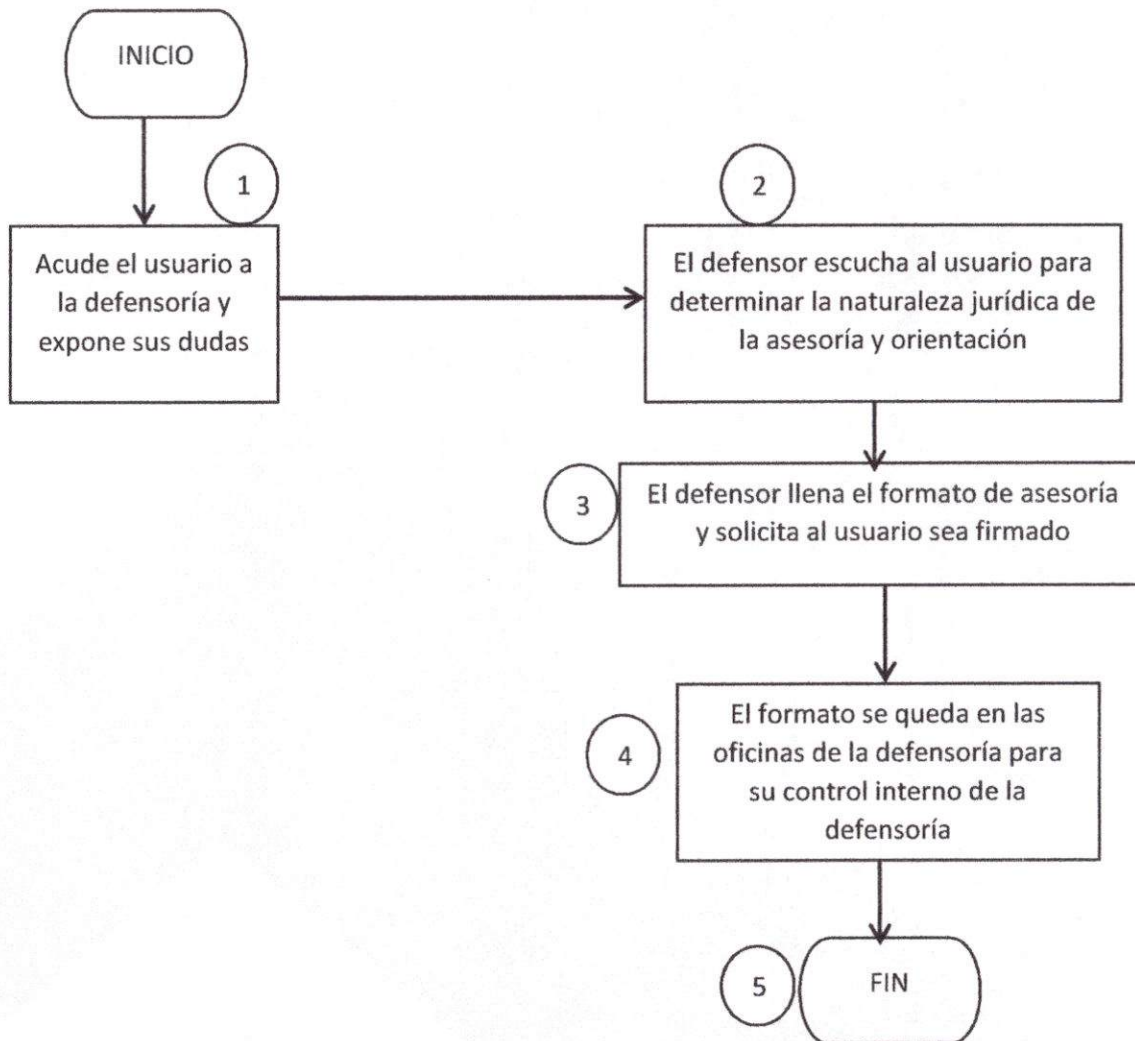 INICIO
1
Acude el usuario a
la defensoría y
expone sus dudas
2
El defensor escucha al usuario para
determinar la naturaleza jurídica de
la asesoría y orientación
3
El defensor llena el formato de asesoría
y solicita al usuario sea firmado
4
El formato se queda en las
oficinas de la defensoría para
su control interno de la
defensoría
5
FIN